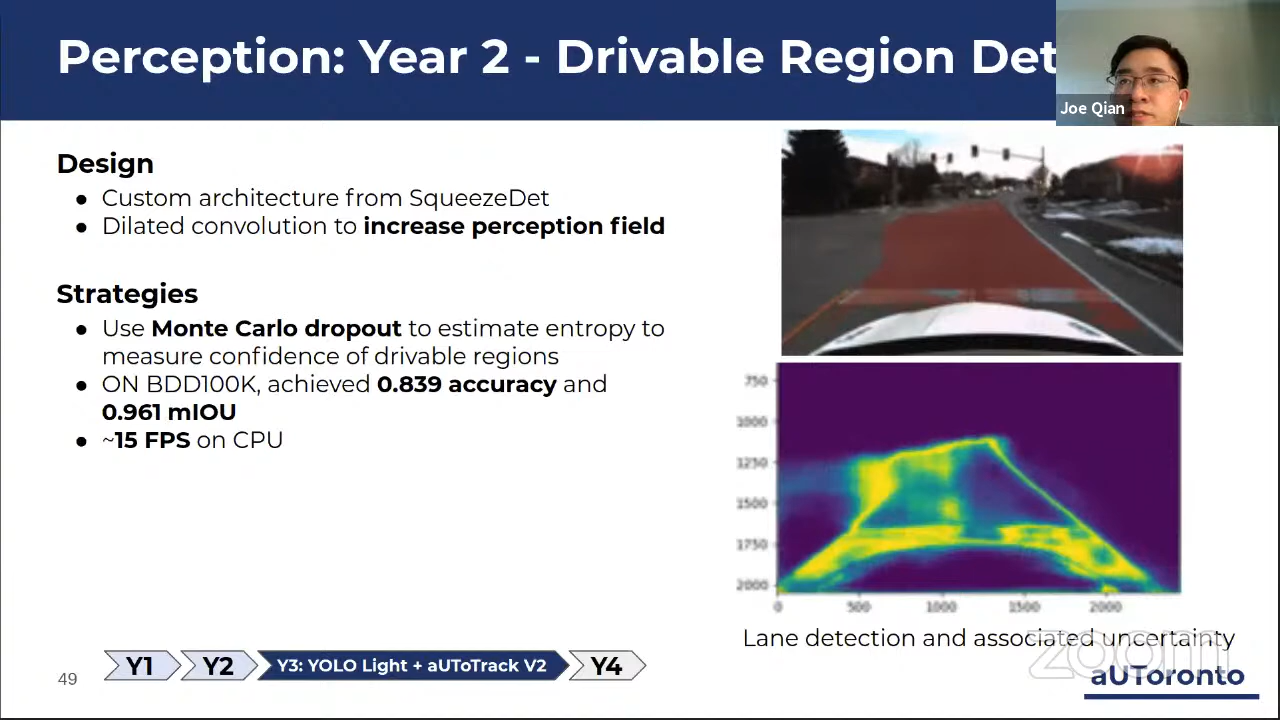 Perception: Year 2 - Drivable Region Det
Joe Qian
Design
● Custom architecture from SqueezeDet
● Dilated convolution to increase perception field
Strategies
● Use Monte Carlo dropout to estimate entropy to
measure confidence of drivable regions
● ON BDD100K, achieved 0.839 accuracy and
0.961 mIOU
● ~15 FPS on CPU
750
1000
1250
1500
1750
2000
0 500 1000 1500 2000
Lane detection and associated uncertainty
zoom
Y1 Y2 Y3: YOLO Light + aUToTrack V2 Y4
49
aUToronto